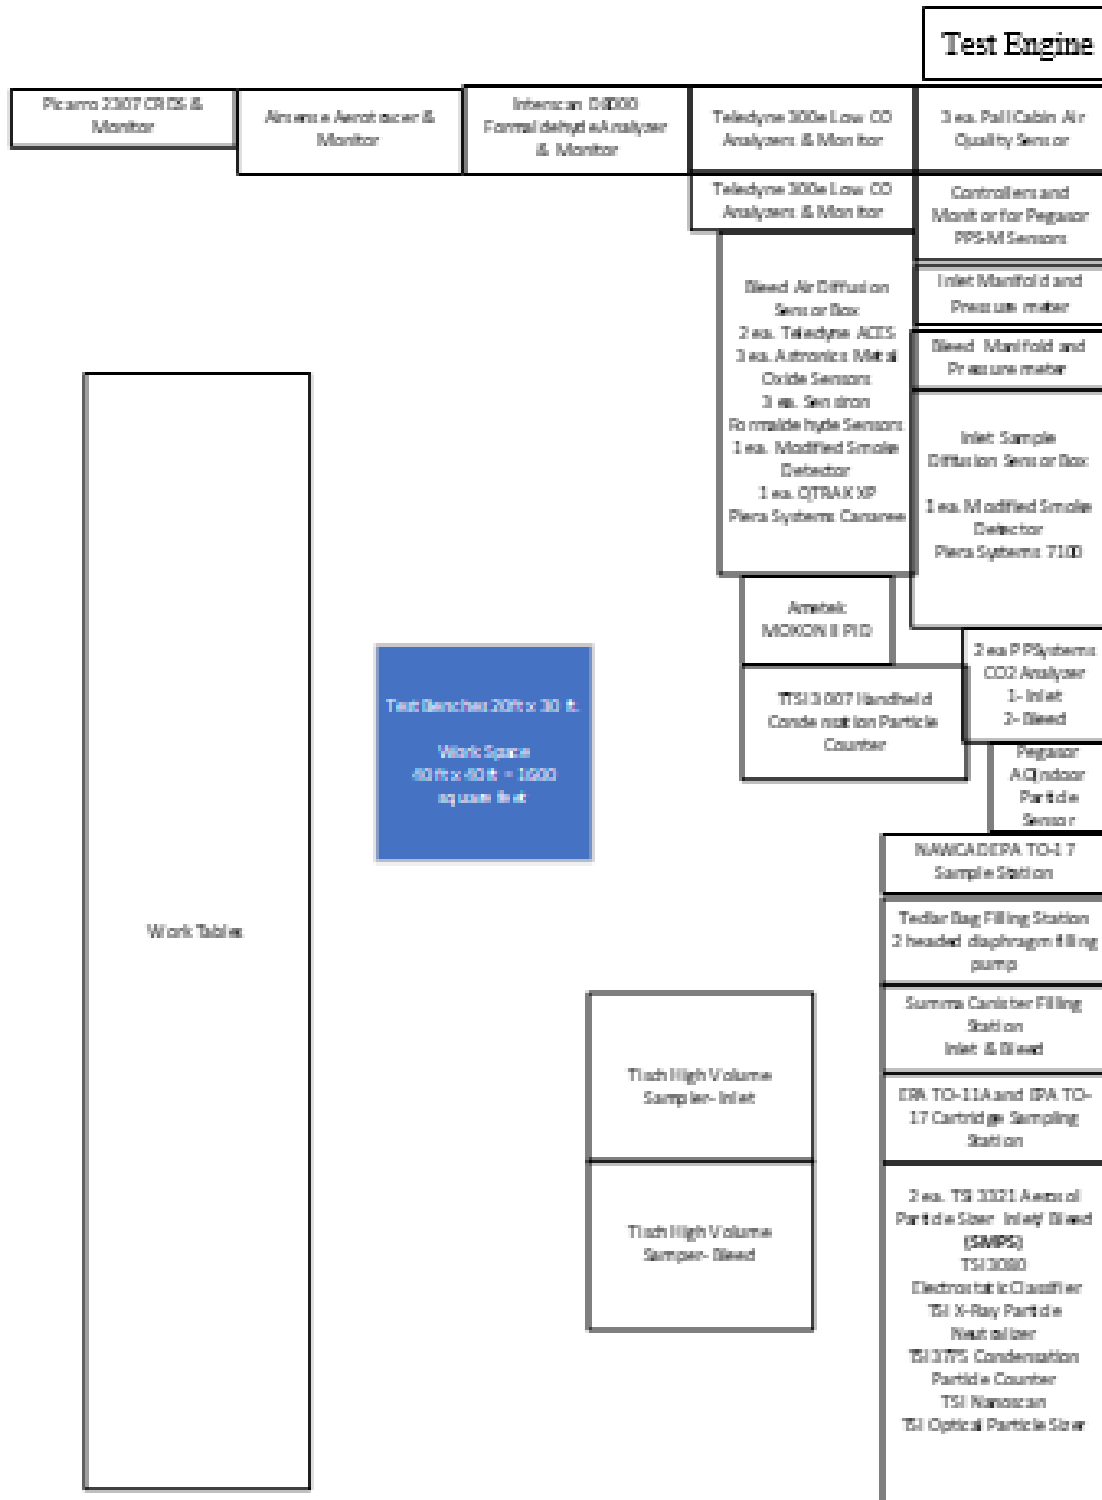 Test Engine
Picarro 2307 CRDS &
Monitor
Airsense Aerotracer &
Monitor
Interscan
Formaldehyde Analyzer
& Monitor
Teledyne 300e Low CO
Analyzers & Monitor
3 ea. Pall Cabin Air
Quality Sensor
Teledyne 300e Low CO
Analyzers & Monitor
Controllers and
Monitor for Pegasor
PPS-M Sensors
Inlet Manifold and
Pressure meter
Bleed Manifold and
Pressure meter
Bleed Air Diffusion
Sensor Box
2 ea. Teledyne ACES
3 ea. Astronics Metal
Oxide Sensors
3 ea.
Formaldehyde Sensors
1 ea. Modified Smoke
Detector
1 ea. QTRAK XP
Piera Systems Canaree
Inlet Sample
Diffusion Sensor Box
1 ea. Modified Smoke
Detector
Piera Systems 7100
Ametek
MOKON II PID
2 ea PPSystems
CO2 Analyzer
1- Inlet
2- Bleed
TTSI 3007 Handheld
Condensation Particle
Counter
Pegasor
AQIndoor
Particle
Sensor
Test Benches 20ft x 30 ft.
Work Space
40 ft x 40 ft = 1600
square feet
NAWCAD EPA TO-17
Sample Station
Tedlar Bag Filling Station
2 headed diaphragm filling
pump
Work Tables
Summa Canister Filling
Station
Inlet & Bleed
Tisch High Volume
Sampler- Inlet
EPA TO-11A and EPA TO-
17 Cartridge Sampling
Station
Tisch High Volume
Samper- Bleed
2 ea. TSI 3321 Aerosol
Particle Sizer Inlet/ Bleed
(SMPS)
TSI 3080
Electrostatic Classifier
TSI X-Ray Particle
Neutralizer
TSI Condensation
Particle Counter
TSI Nanoscan
TSI Optical Particle Sizer